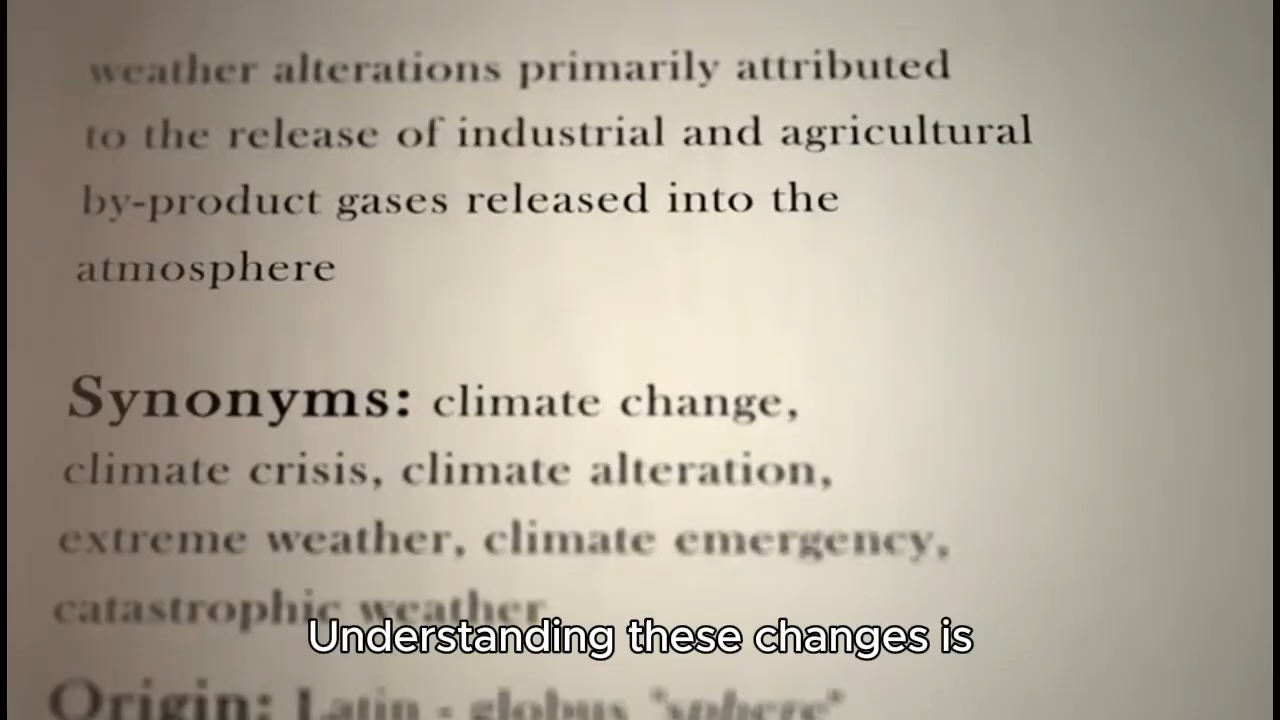 weather alterations primarily attributed
to the release of industrial and agricultural
by-product gases released into the
atmosphere
Synonyms: climate change,
climate crisis, climate alteration,
extreme weather, climate emergency,
catastrophic weather
Understanding these changes is
Origin: Latin - globus "sphere"